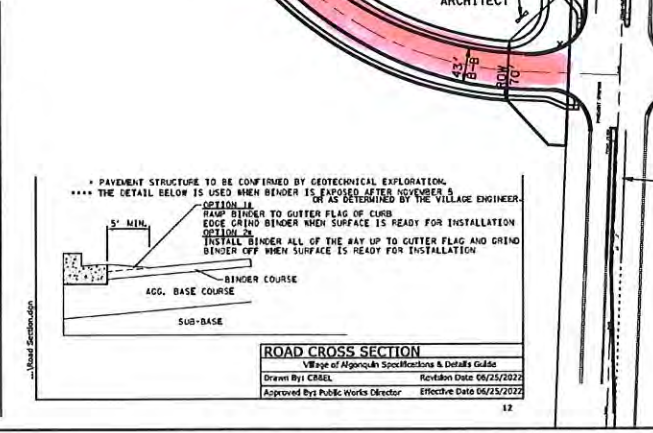 ARCHITECT
43'
B-B
ROW
70'
* PAVEMENT STRUCTURE TO BE CONFIRMED BY GEOTECHNICAL EXPLORATION.
**** THE DETAIL BELOW IS USED WHEN BINDER IS EXPOSED AFTER NOVEMBER 5
OR AS DETERMINED BY THE VILLAGE ENGINEER.
OPTION 1:
RAMP BINDER TO GUTTER FLAG OF CURB
EDGE GRIND BINDER WHEN SURFACE IS READY FOR INSTALLATION
OPTION 2:
INSTALL BINDER ALL OF THE WAY UP TO GUTTER FLAG AND GRIND
BINDER OFF WHEN SURFACE IS READY FOR INSTALLATION
5' MIN.
BINDER COURSE
AGG. BASE COURSE
SUB-BASE
...\Road Section.dgn
ROAD CROSS SECTION
Village of Algonquin Specifications & Details Guide
Drawn By: CBBEL
Revision Date 06/25/2022
Approved By: Public Works Director
Effective Date 06/25/2022
12